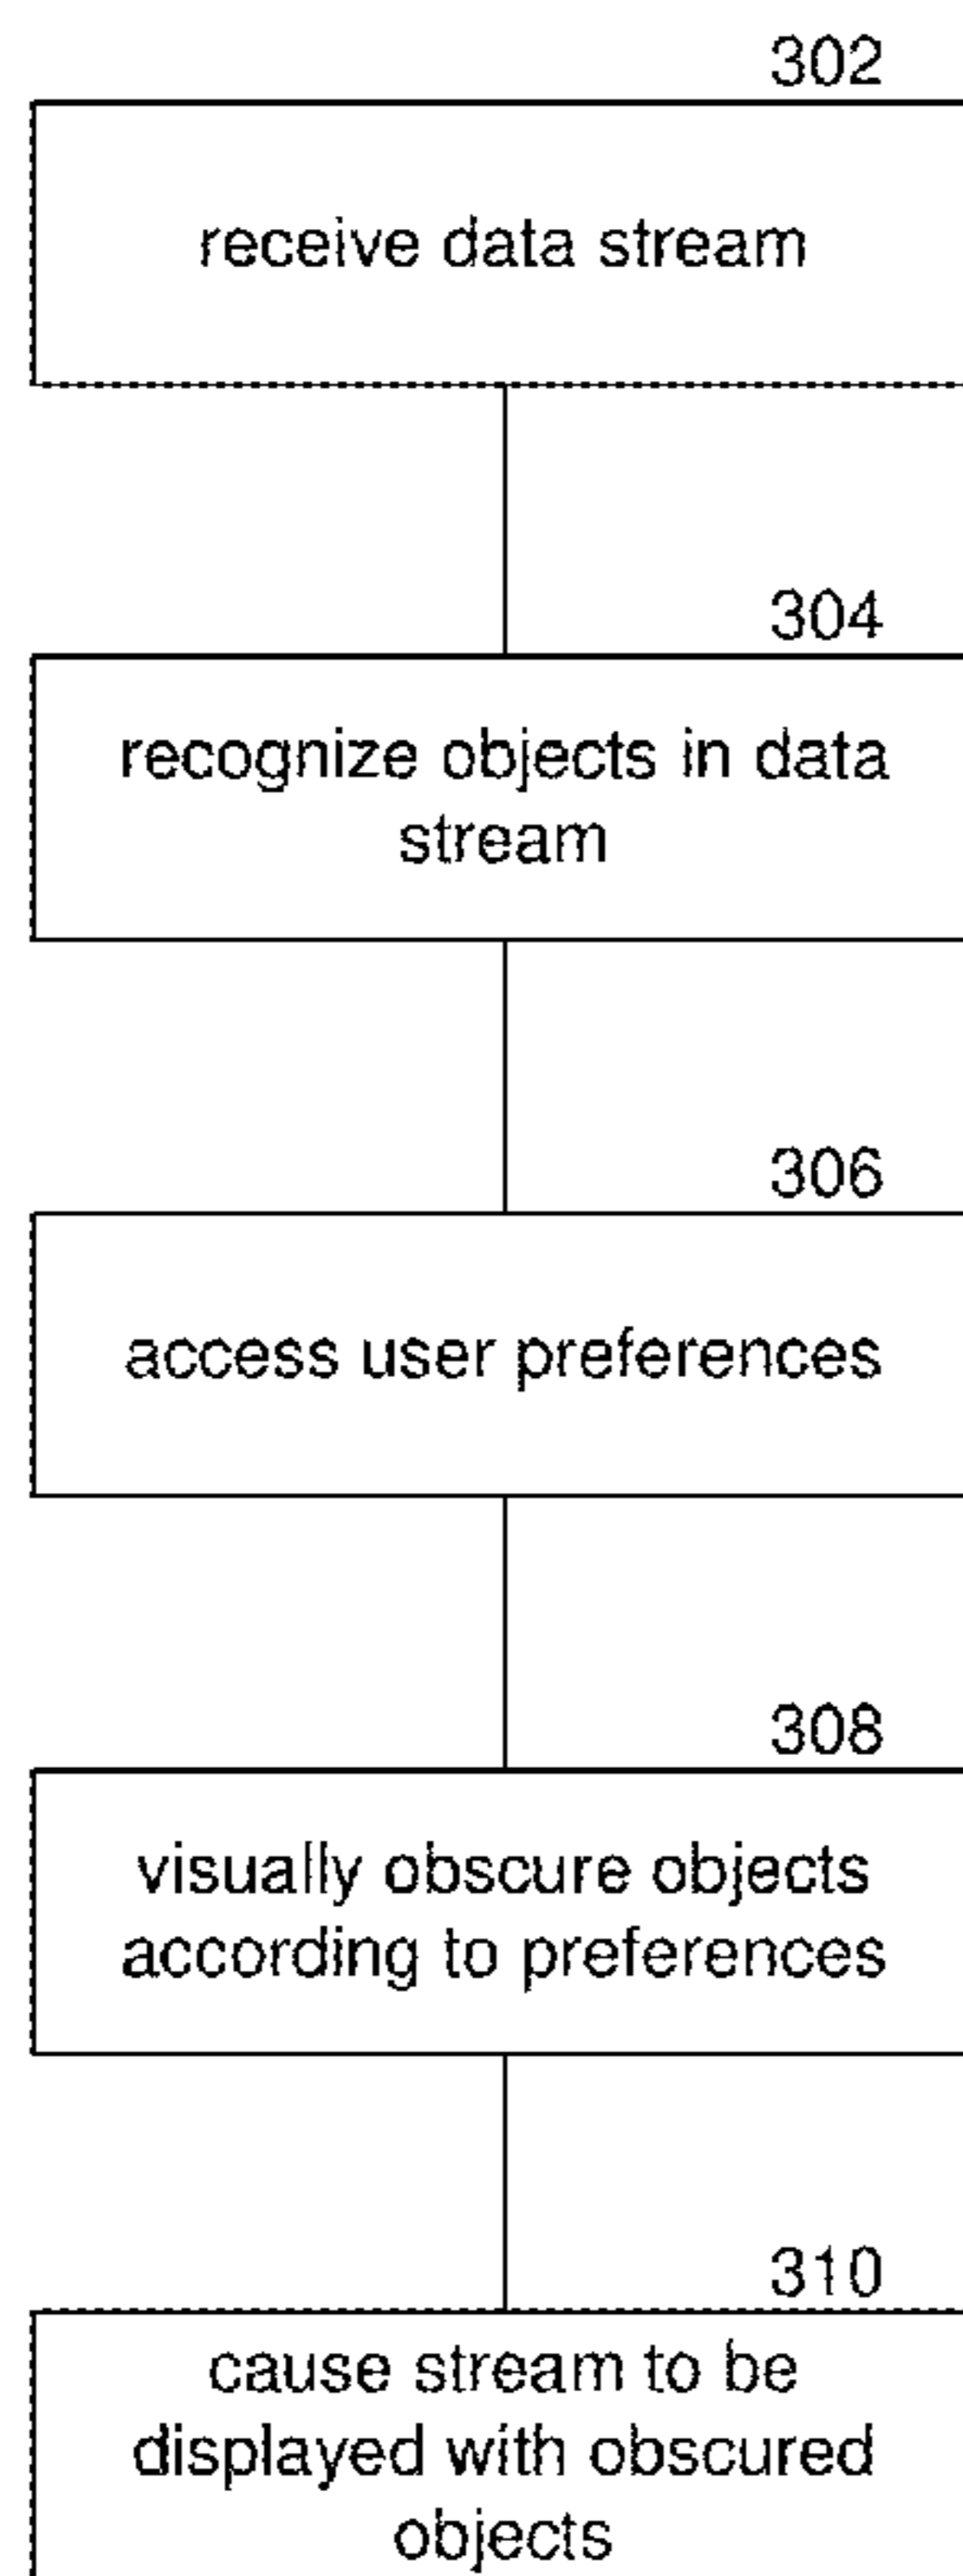 302
receive data stream
304
recognize objects in data
stream
306
access user preferences
308
visually obscure objects
according to preferences
310
cause stream to be
displayed with obscured
objects